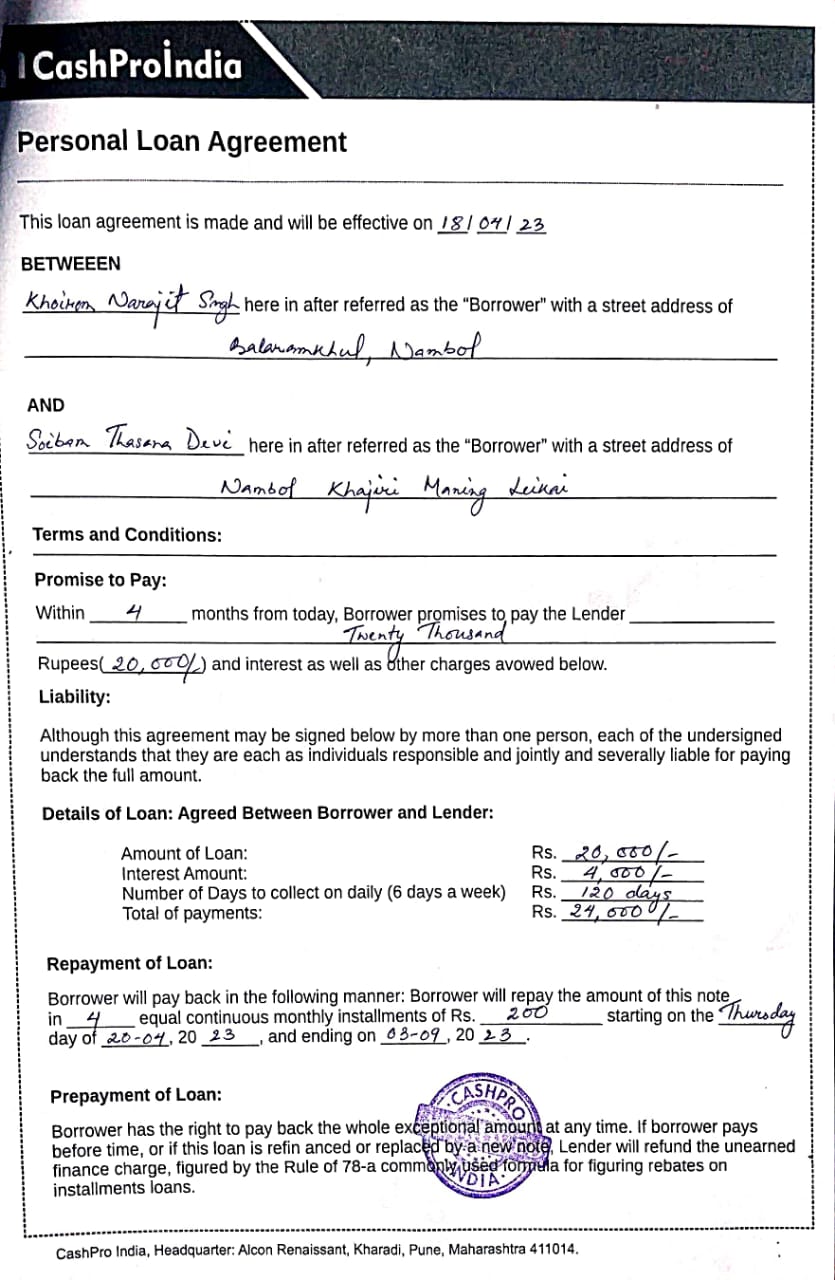 CashProIndia
Personal Loan Agreement
This loan agreement is made and will be effective on 18/ 04/ 23
BETWEEEN
Khoirom Narajit Singh here in after referred as the “Borrower” with a street address of
Balaramkhul, Nambol
AND
Soibam Thasana Devi here in after referred as the “Borrower” with a street address of
Nambol Khajiri Maning Leikai
Terms and Conditions:
Promise to Pay:
Within 4 months from today, Borrower promises to pay the Lender
Twenty Thousand
Rupees( 20,000/-) and interest as well as other charges avowed below.
Liability:
Although this agreement may be signed below by more than one person, each of the undersigned
understands that they are each as individuals responsible and jointly and severally liable for paying
back the full amount.
Details of Loan: Agreed Between Borrower and Lender:
Amount of Loan: Rs. 20,000/-
Interest Amount: Rs. 4,000/-
Number of Days to collect on daily (6 days a week) Rs. 120 days
Total of payments: Rs. 24,000/-
Repayment of Loan:
Borrower will pay back in the following manner: Borrower will repay the amount of this note
in 4 equal continuous monthly installments of Rs. 200 starting on the Thursday
day of 20-04, 20 23, and ending on 03-09, 20 23.
Prepayment of Loan:
Borrower has the right to pay back the whole exceptional amount at any time. If borrower pays
before time, or if this loan is refin anced or replaced by a new note, Lender will refund the unearned
finance charge, figured by the Rule of 78-a commonly used formula for figuring rebates on
installments loans.
CASHPRO
INDIA
CashPro India, Headquarter: Alcon Renaissant, Kharadi, Pune, Maharashtra 411014.